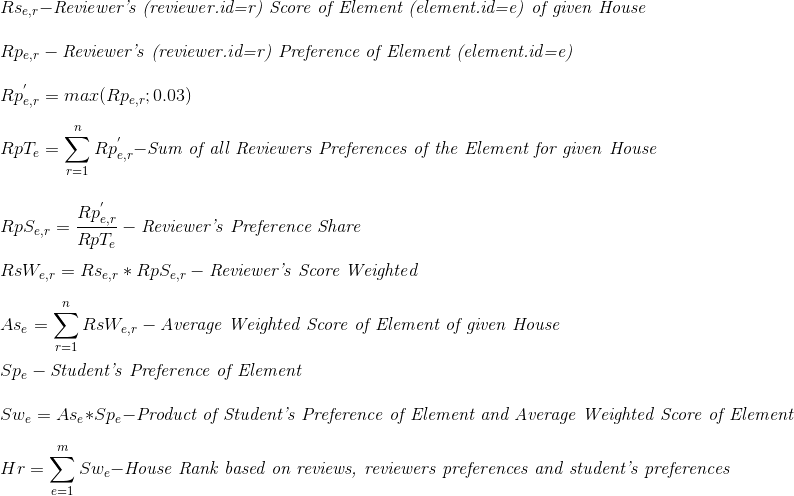 Rs_{e,r}−Reviewer's (reviewer.id=r) Score of Element (element.id=e) of given House
Rp_{e,r} − Reviewer's (reviewer.id=r) Preference of Element (element.id=e)
Rp'_{e,r} = max(Rp_{e,r}; 0.03)
RpT_e = \sum_{r=1}^{n} Rp'_{e,r}−Sum of all Reviewers Preferences of the Element for given House
RpS_{e,r} = \frac{Rp'_{e,r}}{RpT_e} − Reviewer's Preference Share
RsW_{e,r} = Rs_{e,r} * RpS_{e,r} − Reviewer's Score Weighted
As_e = \sum_{r=1}^{n} RsW_{e,r} − Average Weighted Score of Element of given House
Sp_e − Student's Preference of Element
Sw_e = As_e*Sp_e−Product of Student's Preference of Element and Average Weighted Score of Element
Hr = \sum_{e=1}^{m} Sw_e−House Rank based on reviews, reviewers preferences and student's preferences